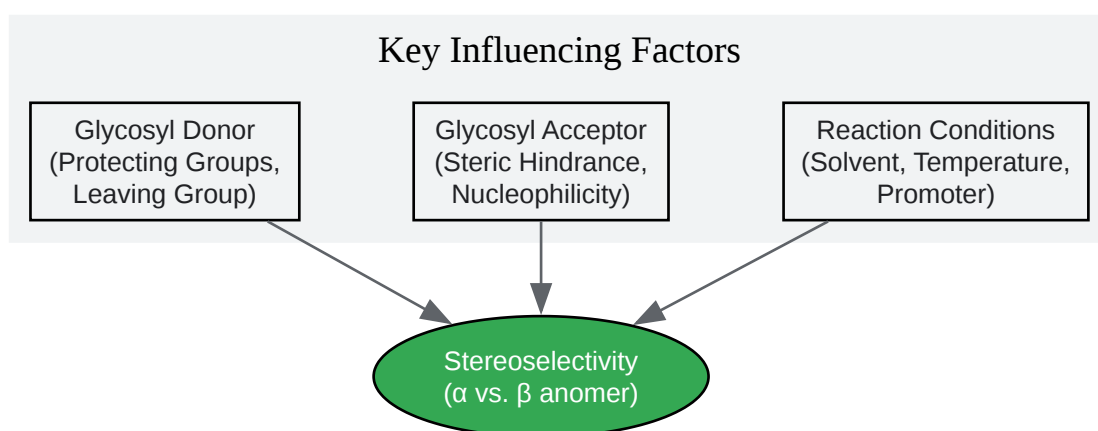 Key Influencing Factors
Glycosyl Donor
(Protecting Groups,
Leaving Group)
Glycosyl Acceptor
(Steric Hindrance,
Nucleophilicity)
Reaction Conditions
(Solvent, Temperature,
Promoter)
Stereoselectivity
(α vs. β anomer)